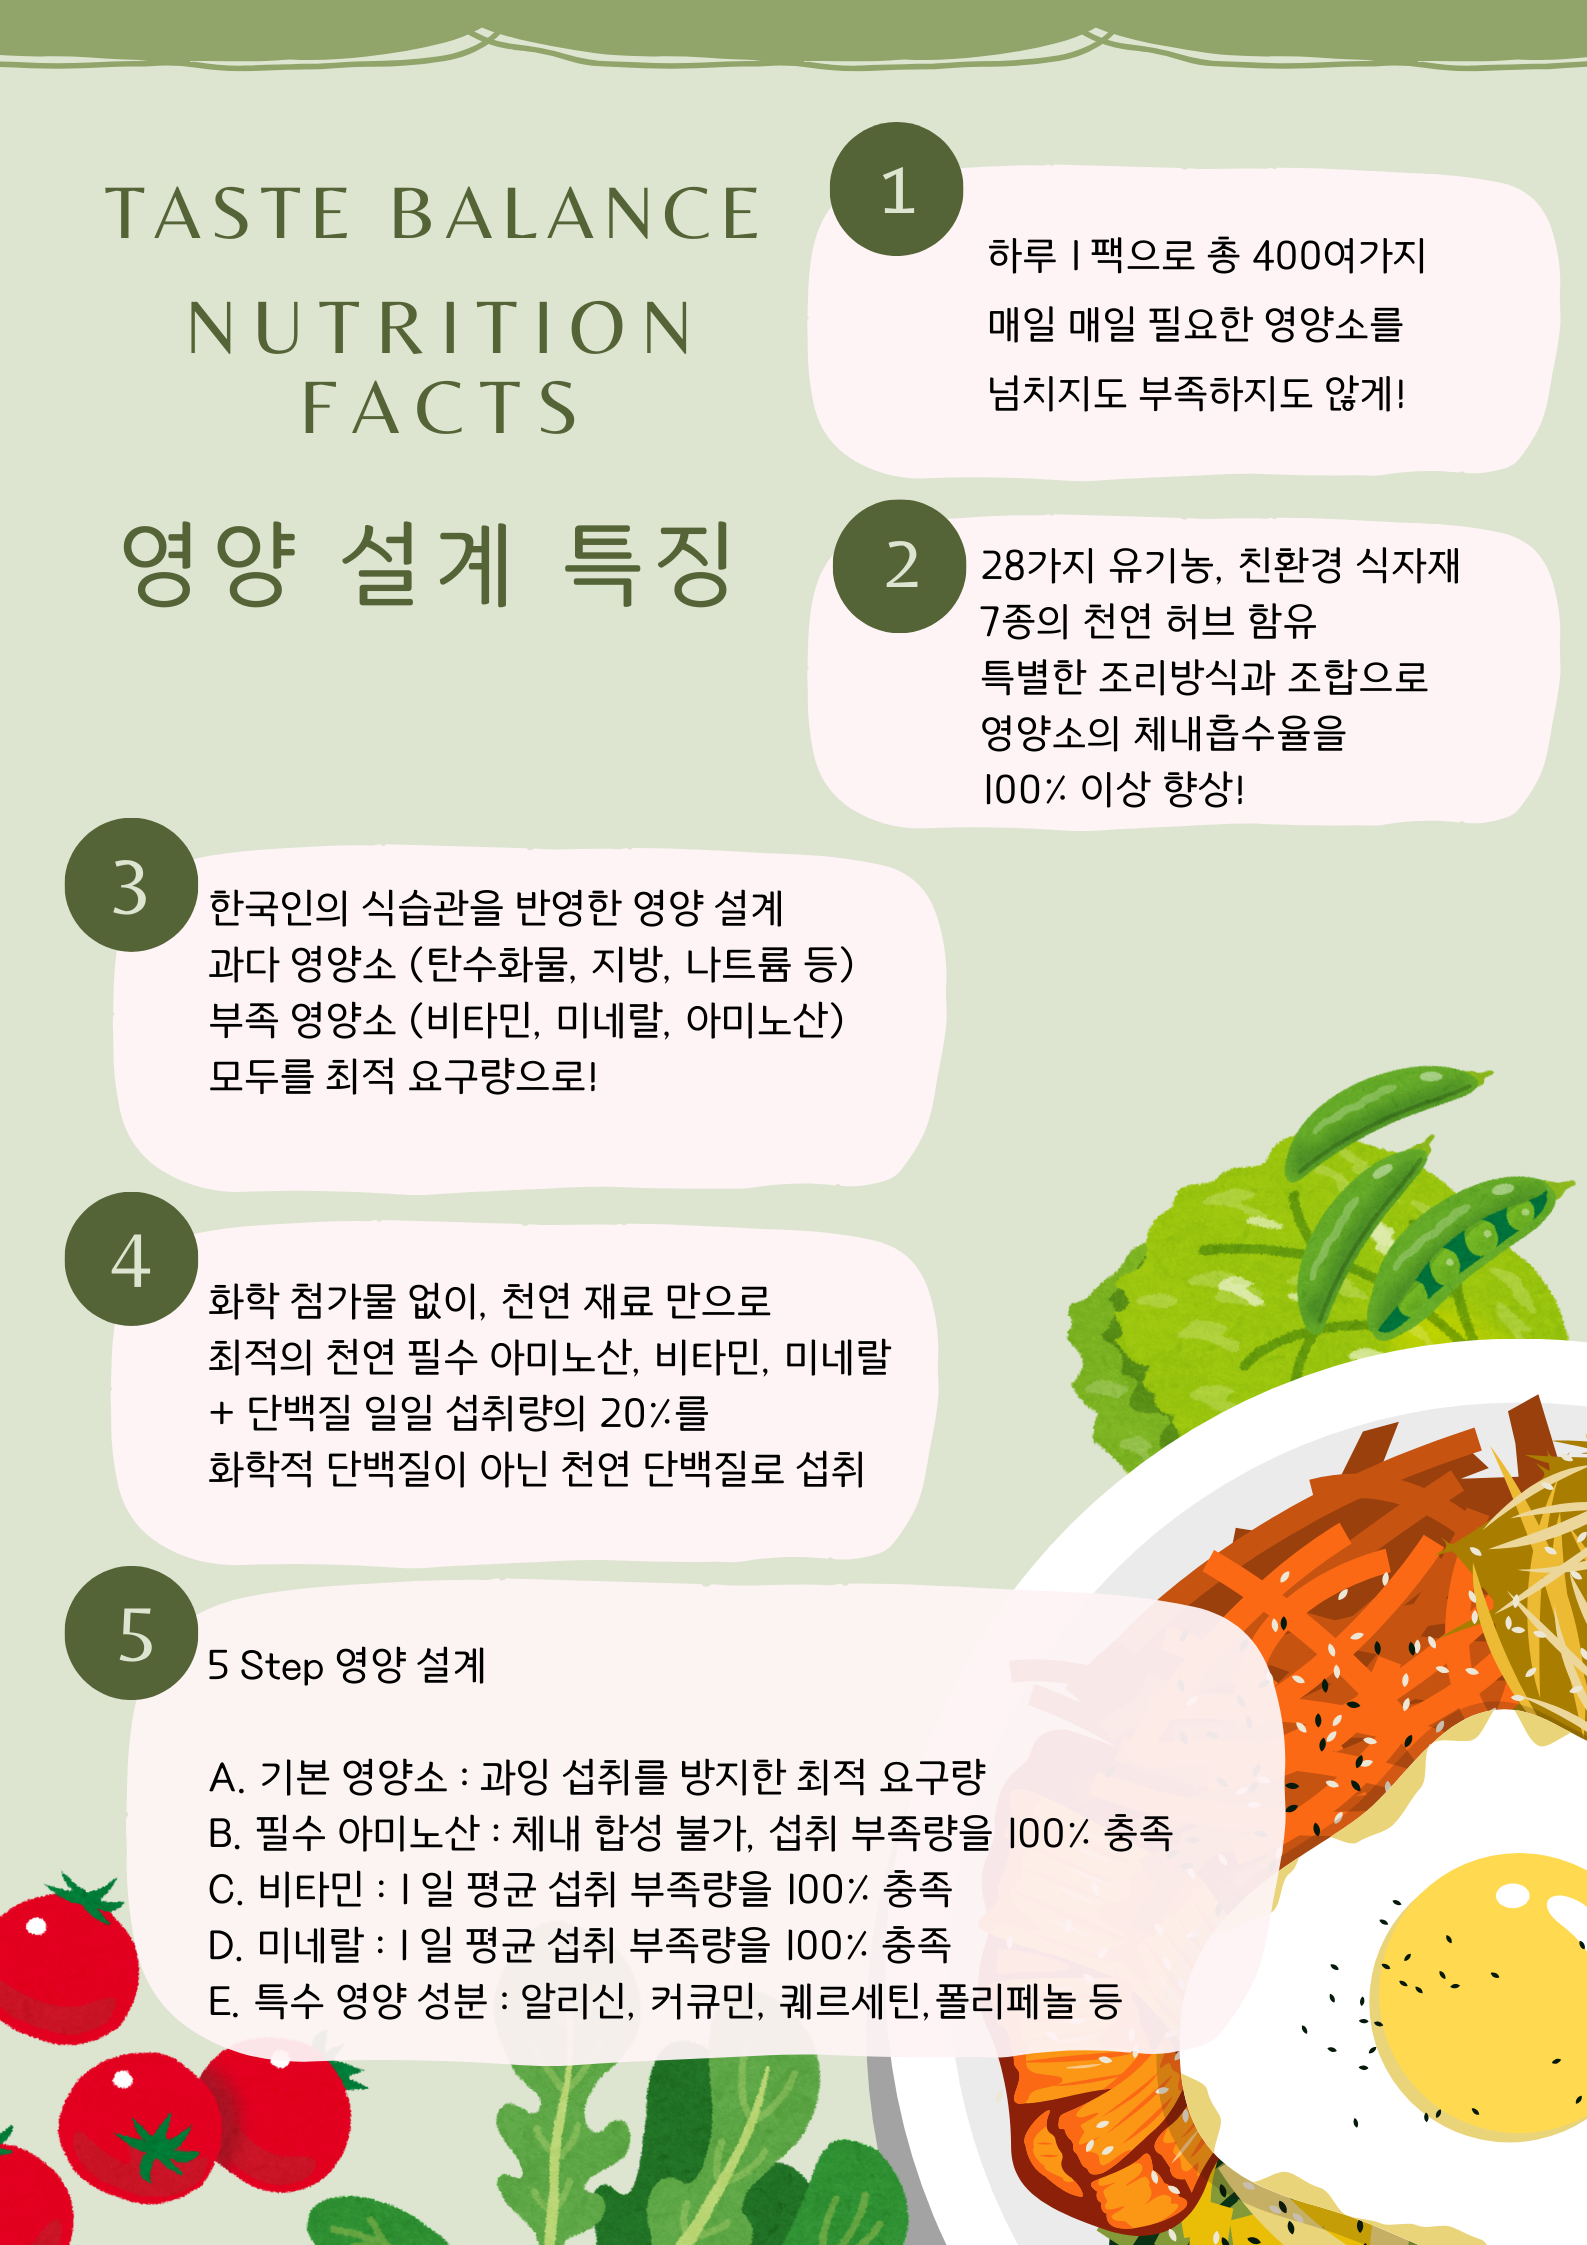 TASTE BALANCE
NUTRITION
FACTS
영양 설계 특징
1
하루 1팩으로 총 400여가지
매일 매일 필요한 영양소를
넘치지도 부족하지도 않게!
2
28가지 유기농, 친환경 식자재
7종의 천연 허브 함유
특별한 조리방식과 조합으로
영양소의 체내흡수율을
100% 이상 향상!
3
한국인의 식습관을 반영한 영양 설계
과다 영양소 (탄수화물, 지방, 나트륨 등)
부족 영양소 (비타민, 미네랄, 아미노산)
모두를 최적 요구량으로!
4
화학 첨가물 없이, 천연 재료 만으로
최적의 천연 필수 아미노산, 비타민, 미네랄
+ 단백질 일일 섭취량의 20%를
화학적 단백질이 아닌 천연 단백질로 섭취
5
5 Step 영양 설계
A. 기본 영양소 : 과잉 섭취를 방지한 최적 요구량
B. 필수 아미노산 : 체내 합성 불가, 섭취 부족량을 100% 충족
C. 비타민 : 1일 평균 섭취 부족량을 100% 충족
D. 미네랄 : 1일 평균 섭취 부족량을 100% 충족
E. 특수 영양 성분 : 알리신, 커큐민, 퀘르세틴,폴리페놀 등